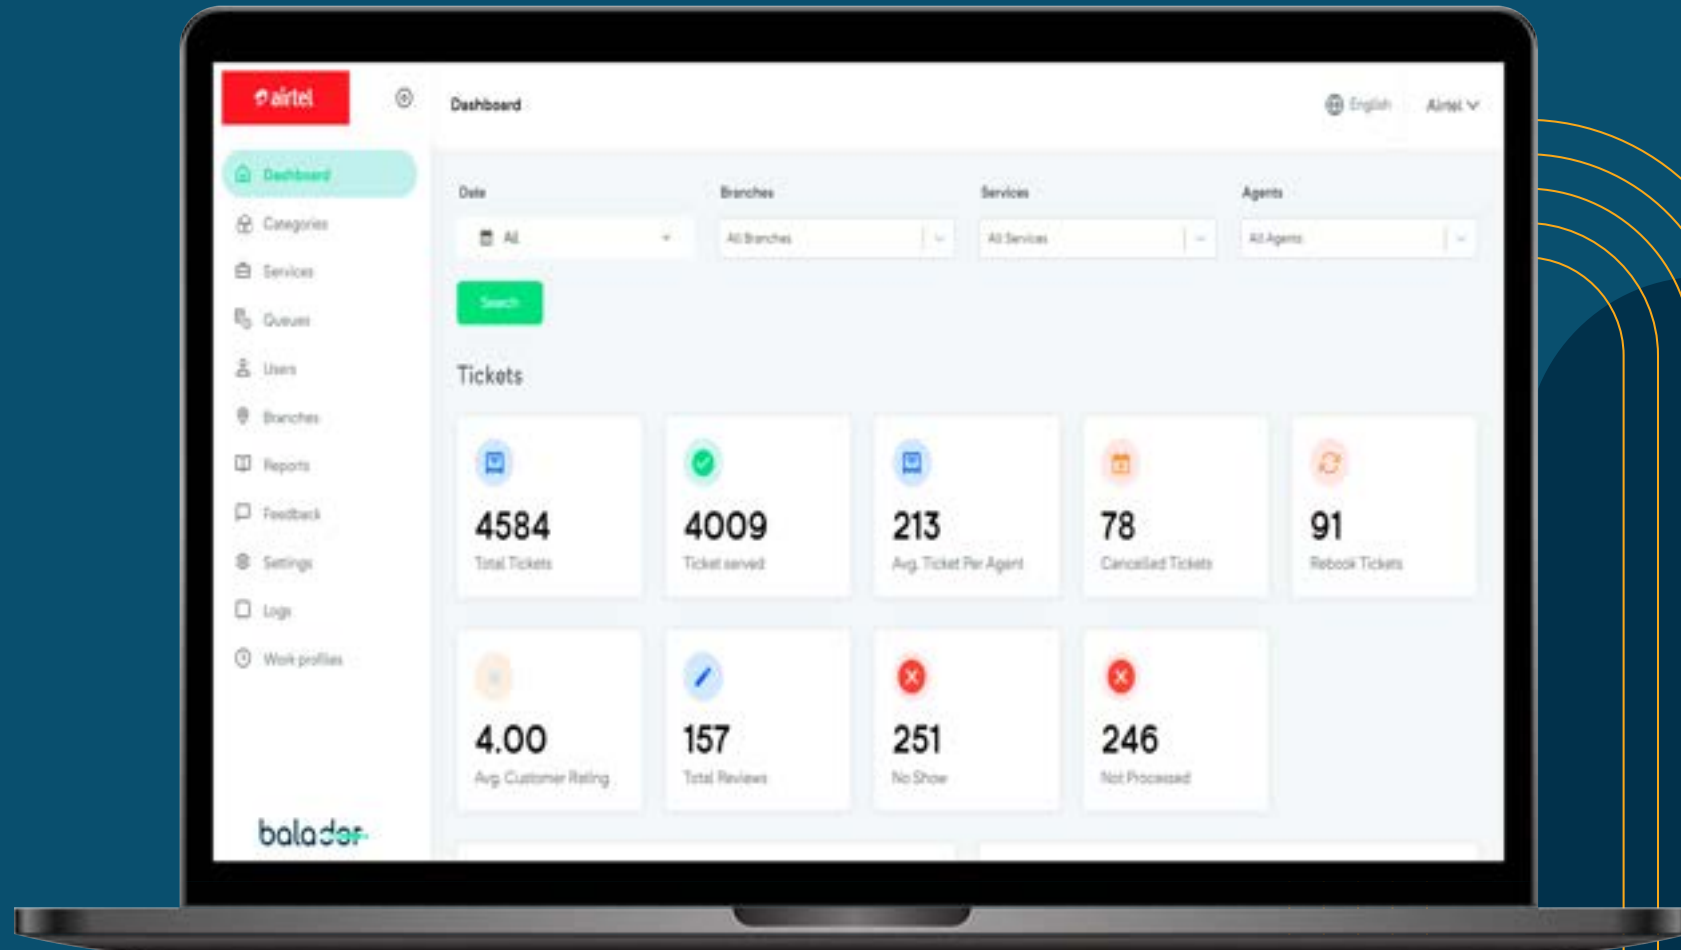 airtel
Dashboard
English
Airtel
Dashboard
Categories
Services
Queues
Users
Branches
Reports
Feedback
Settings
Logs
Work profiles
balador
Date
Branches
Services
Agents
All
All Branches
All Services
All Agents
Search
Tickets
4584
Total Tickets
4009
Ticket served
213
Avg. Ticket Per Agent
78
Cancelled Tickets
91
Rebook Tickets
4.00
Avg. Customer Rating
157
Total Reviews
251
No Show
246
Not Processed